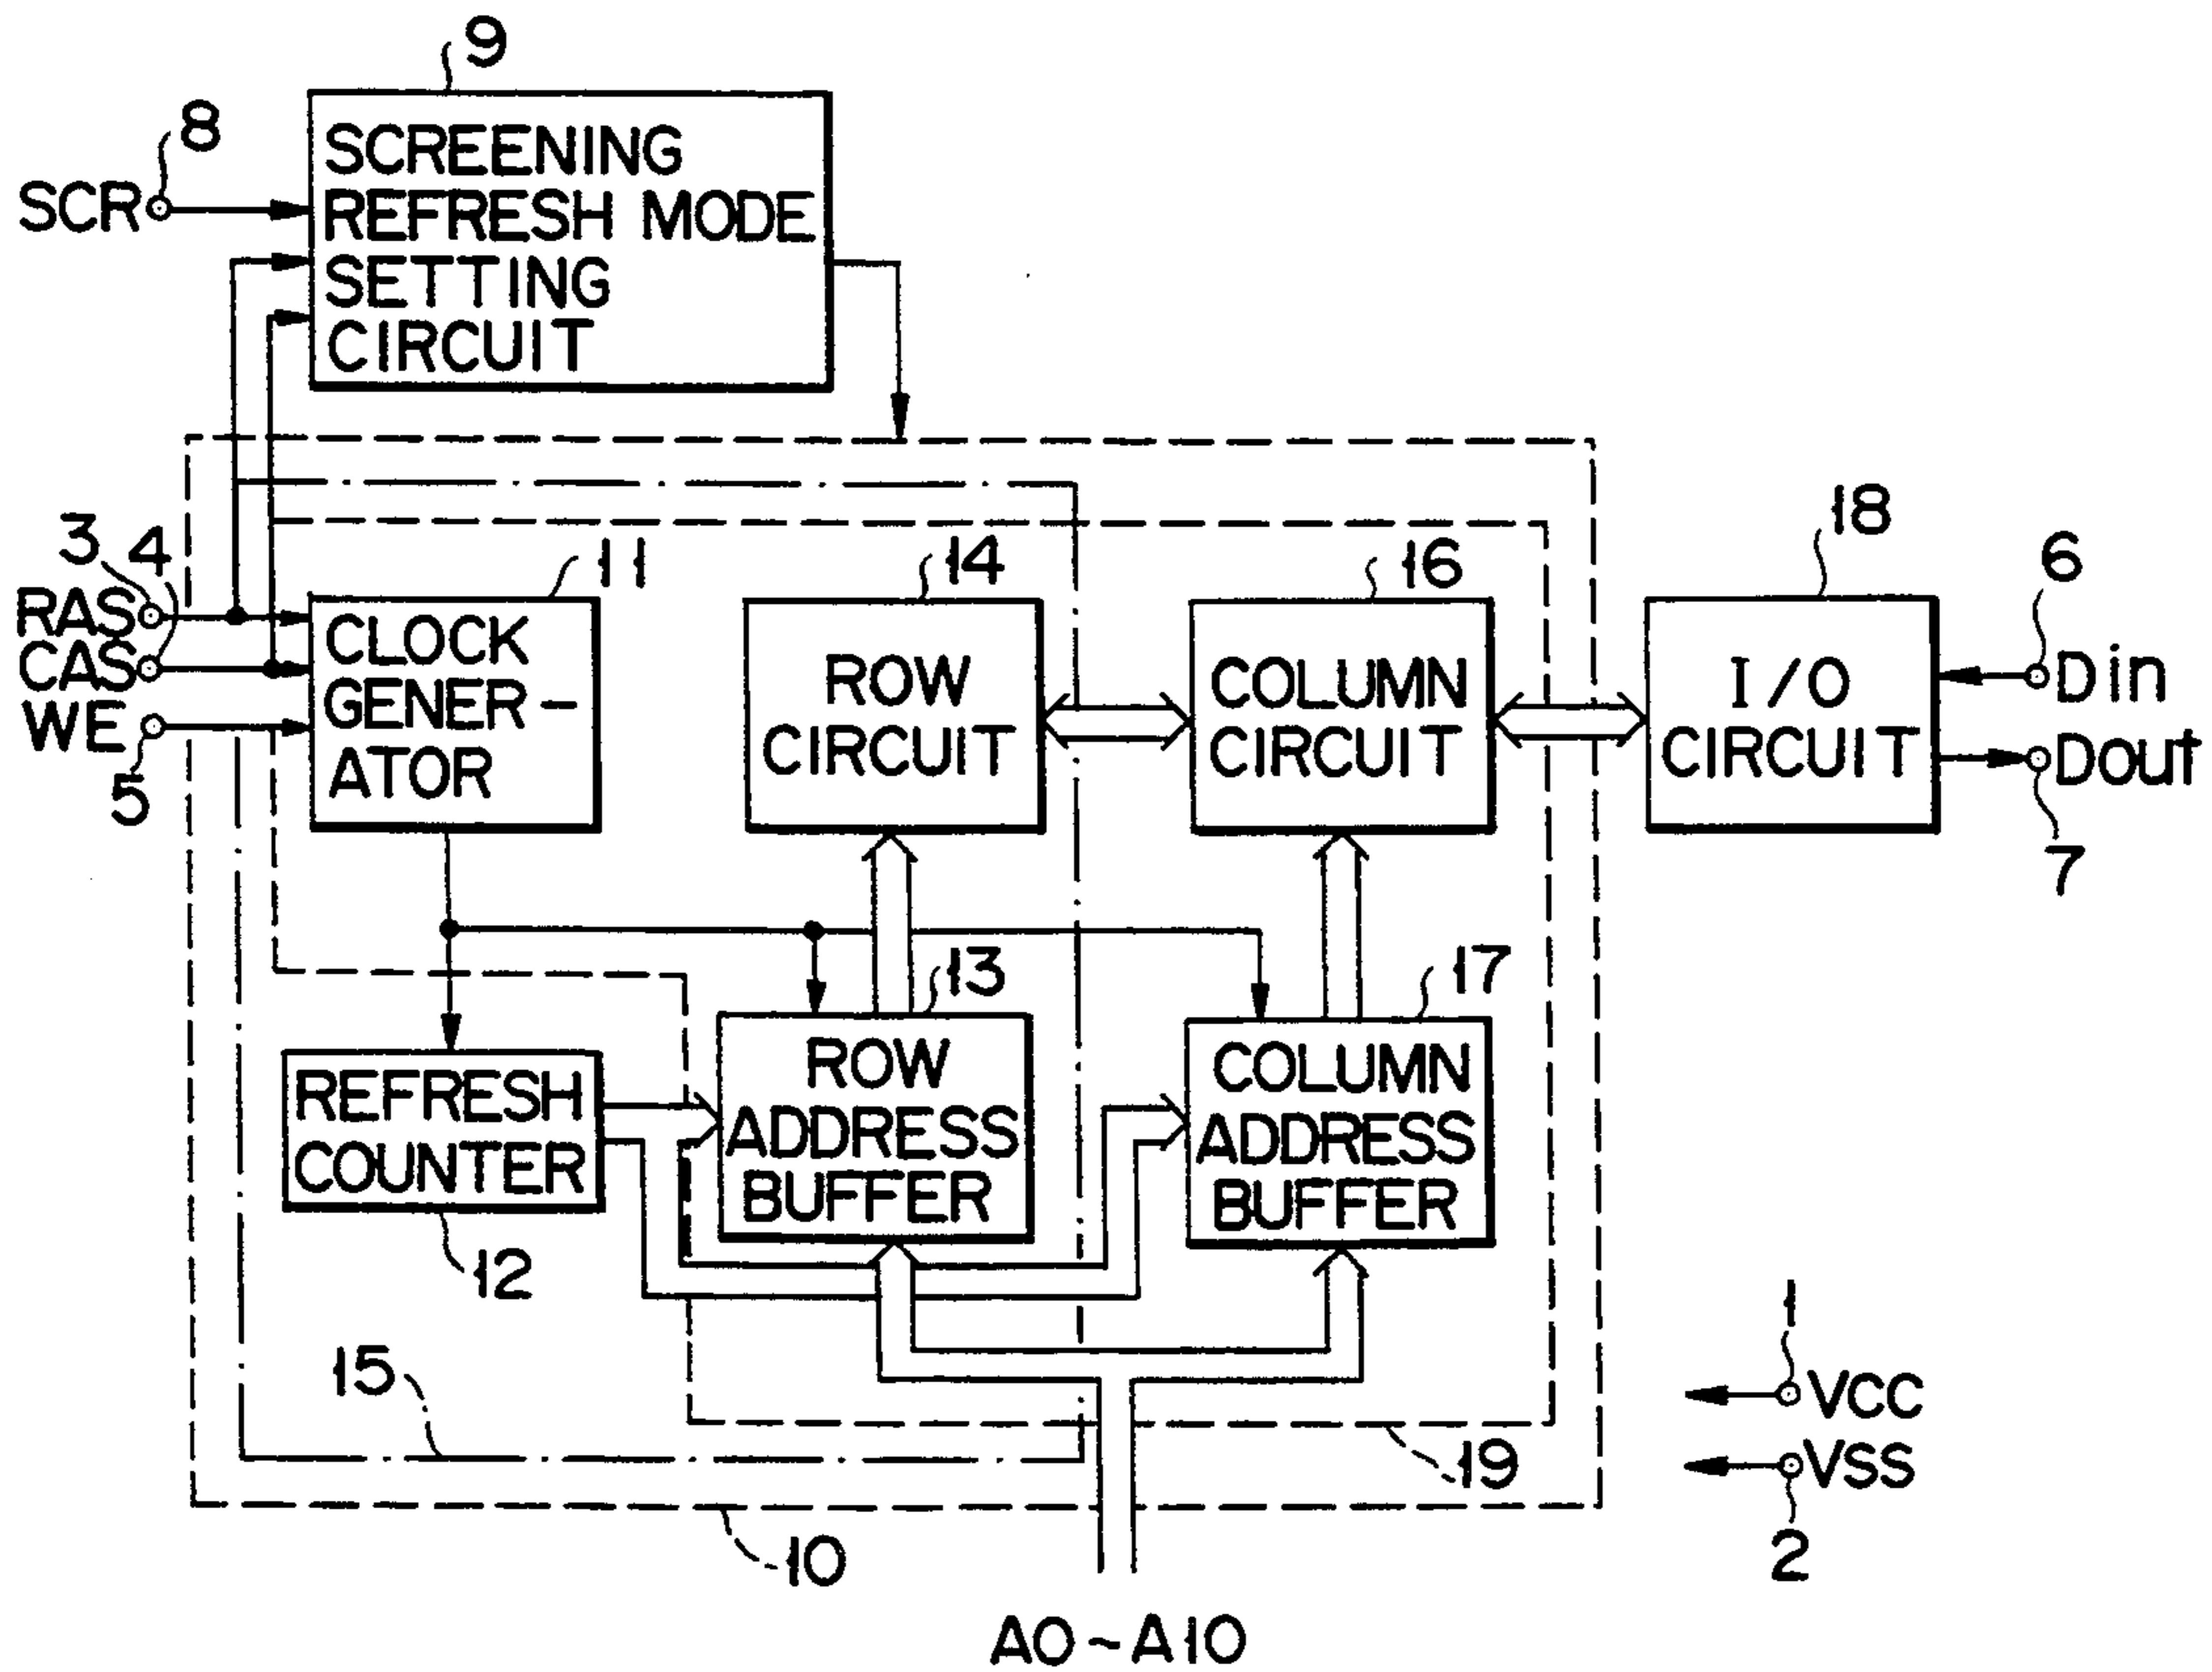 9
8
SCR
SCREENING
REFRESH MODE
SETTING
CIRCUIT
3
4
11
14
16
18
6
RAS
CAS
WE
5
CLOCK
GENER-
ATOR
ROW
CIRCUIT
COLUMN
CIRCUIT
I/O
CIRCUIT
Din
Dout
7
13
17
REFRESH
COUNTER
ROW
ADDRESS
BUFFER
COLUMN
ADDRESS
BUFFER
12
15
1
VCC
19
VSS
10
2
A0~A10